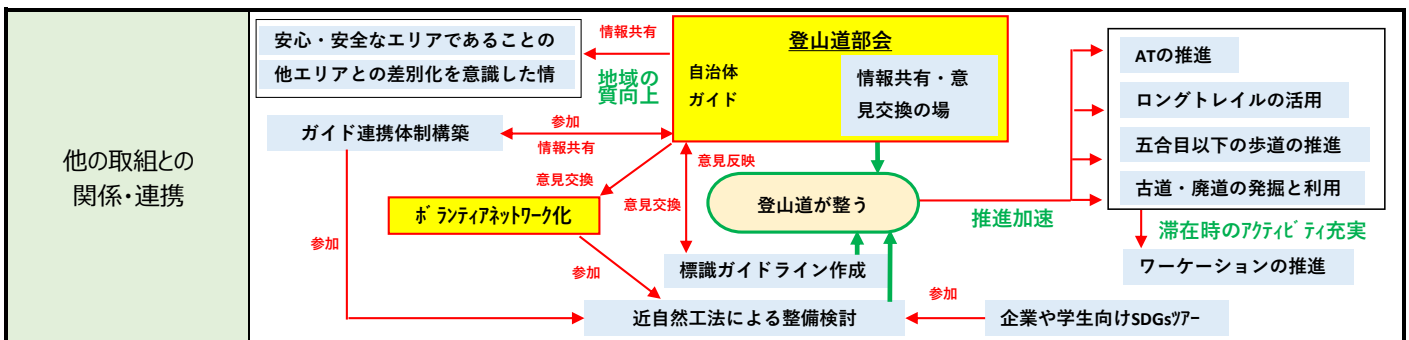 他の取組との
関係・連携
安心・安全なエリアであることの
他エリアとの差別化を意識した情
情報共有
地域の
質向上
登山道部会
自治体
ガイド
情報共有・意
見交換の場
ガイド連携体制構築
参加
情報共有
意見交換
意見反映
意見交換
ボランティアネットワーク化
参加
参加
登山道が整う
推進加速
標識ガイドライン作成
近自然工法による整備検討
参加
企業や学生向けSDGsツアー
ATの推進
ロングトレイルの活用
五合目以下の歩道の推進
古道・廃道の発掘と利用
滞在時のアクティビティ充実
ワーケーションの推進